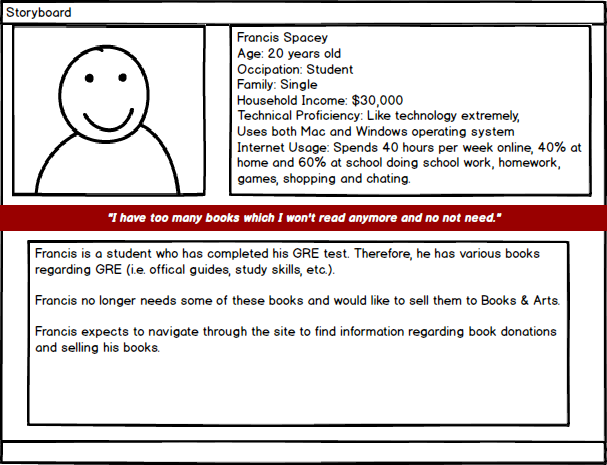 Storyboard
Francis Spacey
Age: 20 years old
Occipation: Student
Family: Single
Household Income: $30,000
Technical Proficiency: Like technology extremely,
Uses both Mac and Windows operating system
Internet Usage: Spends 40 hours per week online, 40% at
home and 60% at school doing school work, homework,
games, shopping and chating.
"I have too many books which I won't read anymore and no not need."
Francis is a student who has completed his GRE test. Therefore, he has various books
regarding GRE (i.e. offical guides, study skills, etc.).
Francis no longer needs some of these books and would like to sell them to Books & Arts.
Francis expects to navigate through the site to find information regarding book donations
and selling his books.